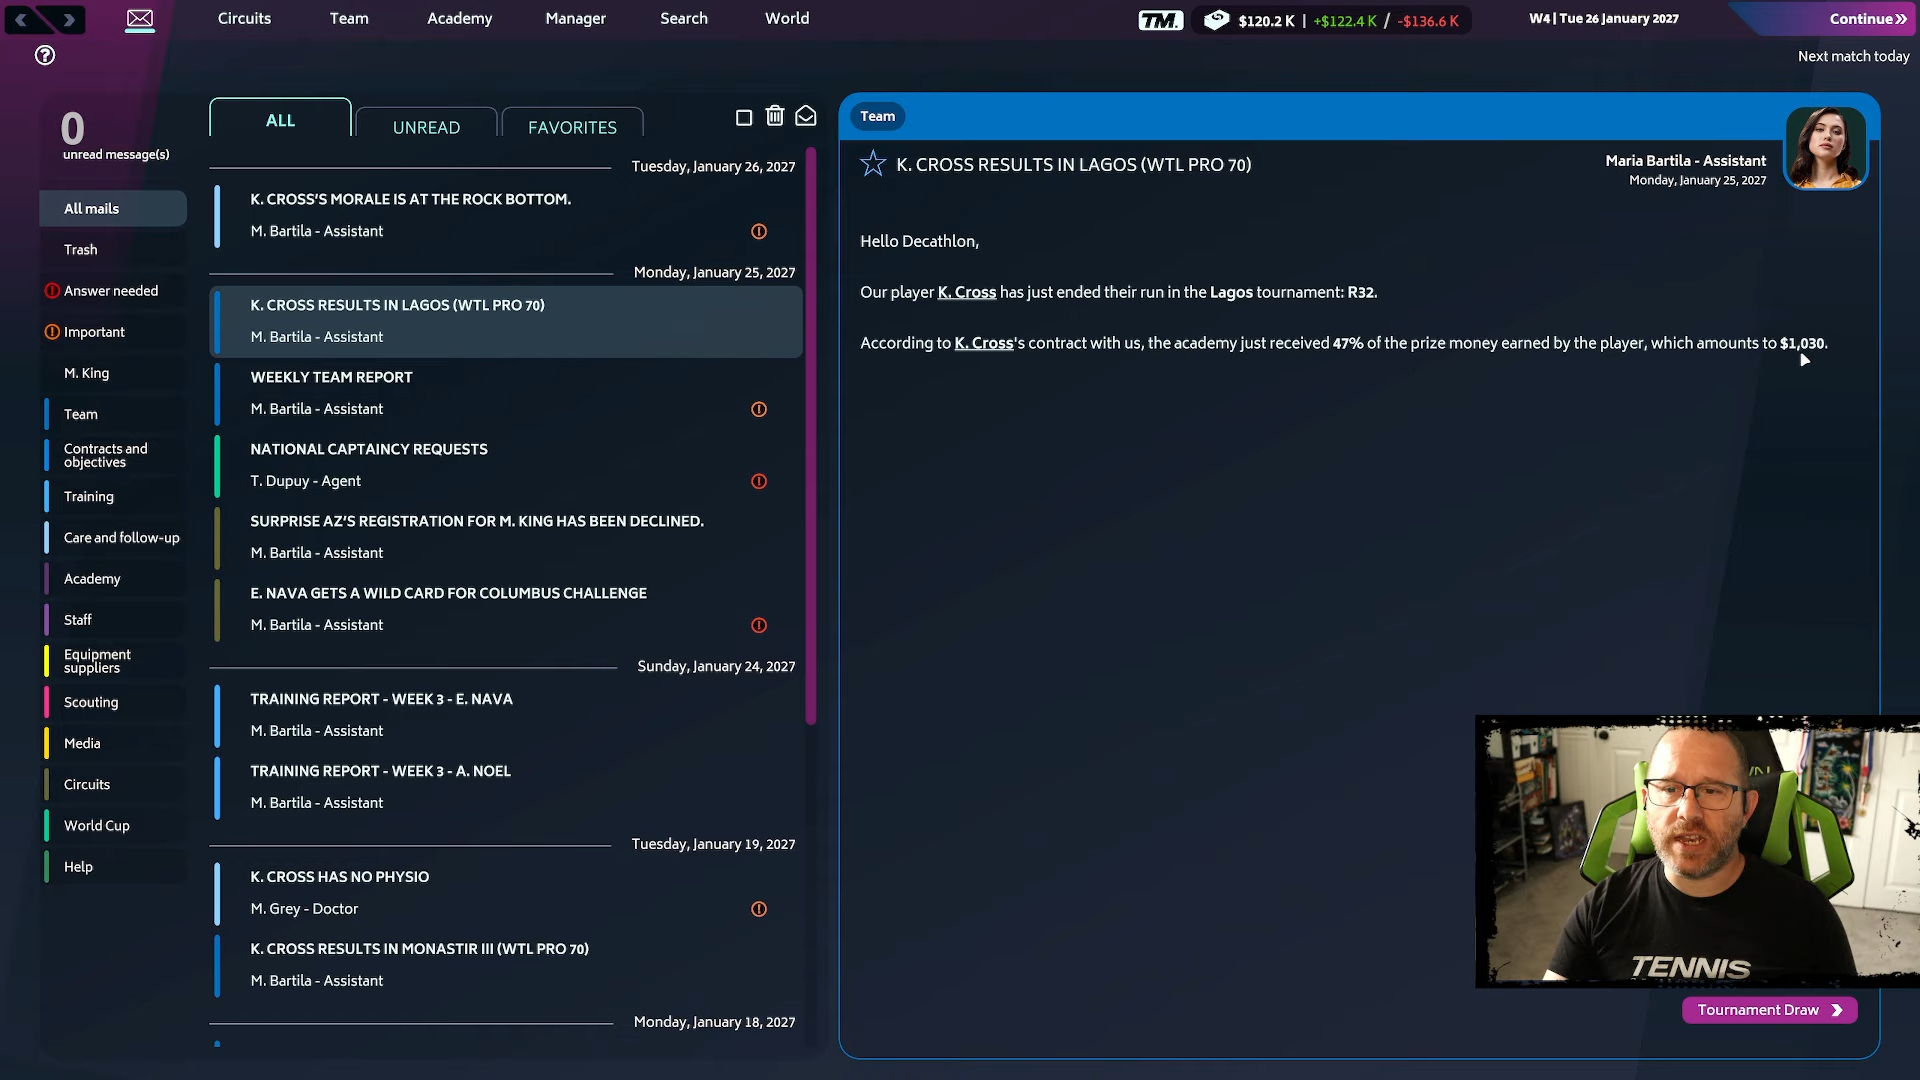 Circuits
Team
Academy
Manager
Search
World
TM.
$120.2 K | +$122.4 K / -$136.6 K
W4 | Tue 26 January 2027
Continue
Next match today
0
unread message(s)
All mails
Trash
Answer needed
Important
M. King
Team
Contracts and
objectives
Training
Care and follow-up
Academy
Staff
Equipment
suppliers
Scouting
Media
Circuits
World Cup
Help
ALL
UNREAD
FAVORITES
Tuesday, January 26, 2027
K. CROSS'S MORALE IS AT THE ROCK BOTTOM.
M. Bartila - Assistant
Monday, January 25, 2027
K. CROSS RESULTS IN LAGOS (WTL PRO 70)
M. Bartila - Assistant
WEEKLY TEAM REPORT
M. Bartila - Assistant
NATIONAL CAPTAINCY REQUESTS
T. Dupuy - Agent
SURPRISE AZ'S REGISTRATION FOR M. KING HAS BEEN DECLINED.
M. Bartila - Assistant
E. NAVA GETS A WILD CARD FOR COLUMBUS CHALLENGE
M. Bartila - Assistant
Sunday, January 24, 2027
TRAINING REPORT - WEEK 3 - E. NAVA
M. Bartila - Assistant
TRAINING REPORT - WEEK 3 - A. NOEL
M. Bartila - Assistant
Tuesday, January 19, 2027
K. CROSS HAS NO PHYSIO
M. Grey - Doctor
K. CROSS RESULTS IN MONASTIR III (WTL PRO 70)
M. Bartila - Assistant
Monday, January 18, 2027
Team
K. CROSS RESULTS IN LAGOS (WTL PRO 70)
Maria Bartila - Assistant
Monday, January 25, 2027
Hello Decathlon,
Our player K. Cross has just ended their run in the Lagos tournament: R32.
According to K. Cross's contract with us, the academy just received 47% of the prize money earned by the player, which amounts to $1,030.
TENNIS
Tournament Draw